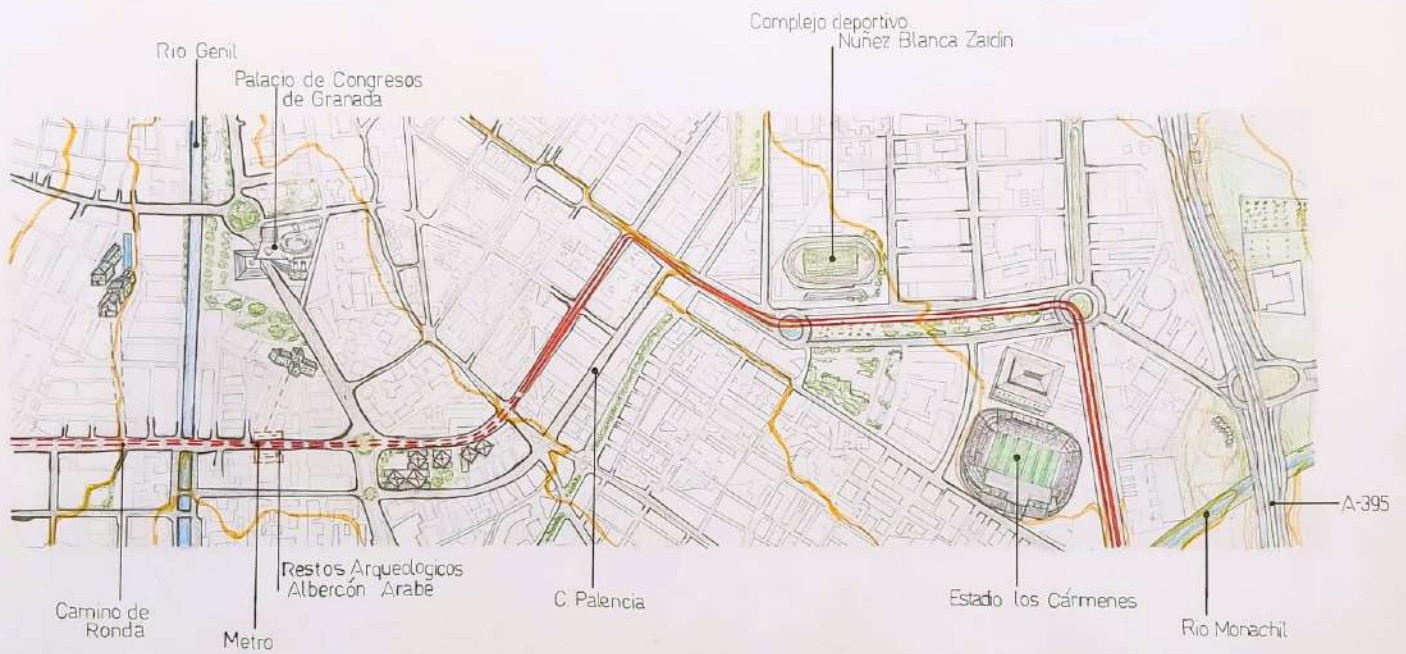 Complejo deportivo
Nuñez Blanca Zaidin
Rio Genil
Palacio de Congresos
de Granada
A-395
Restos Arqueologicos
Albercón Arabe
Camino de
Ronda
Metro
C. Palencia
Estadio los Cármenes
Rio Monachil